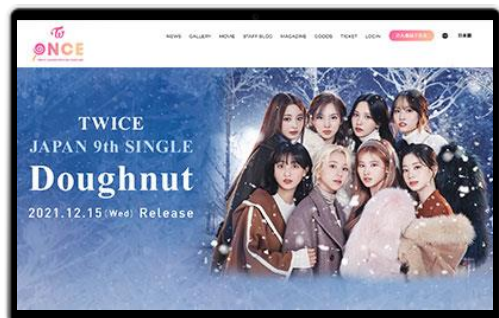 ONCE
NEWS GALLERY MOVIE STAFF BLOG MAGAZINE GOODS TICKET LOGIN 日本語
TWICE
JAPAN 9th SINGLE
Doughnut
2021.12.15(Wed) Release